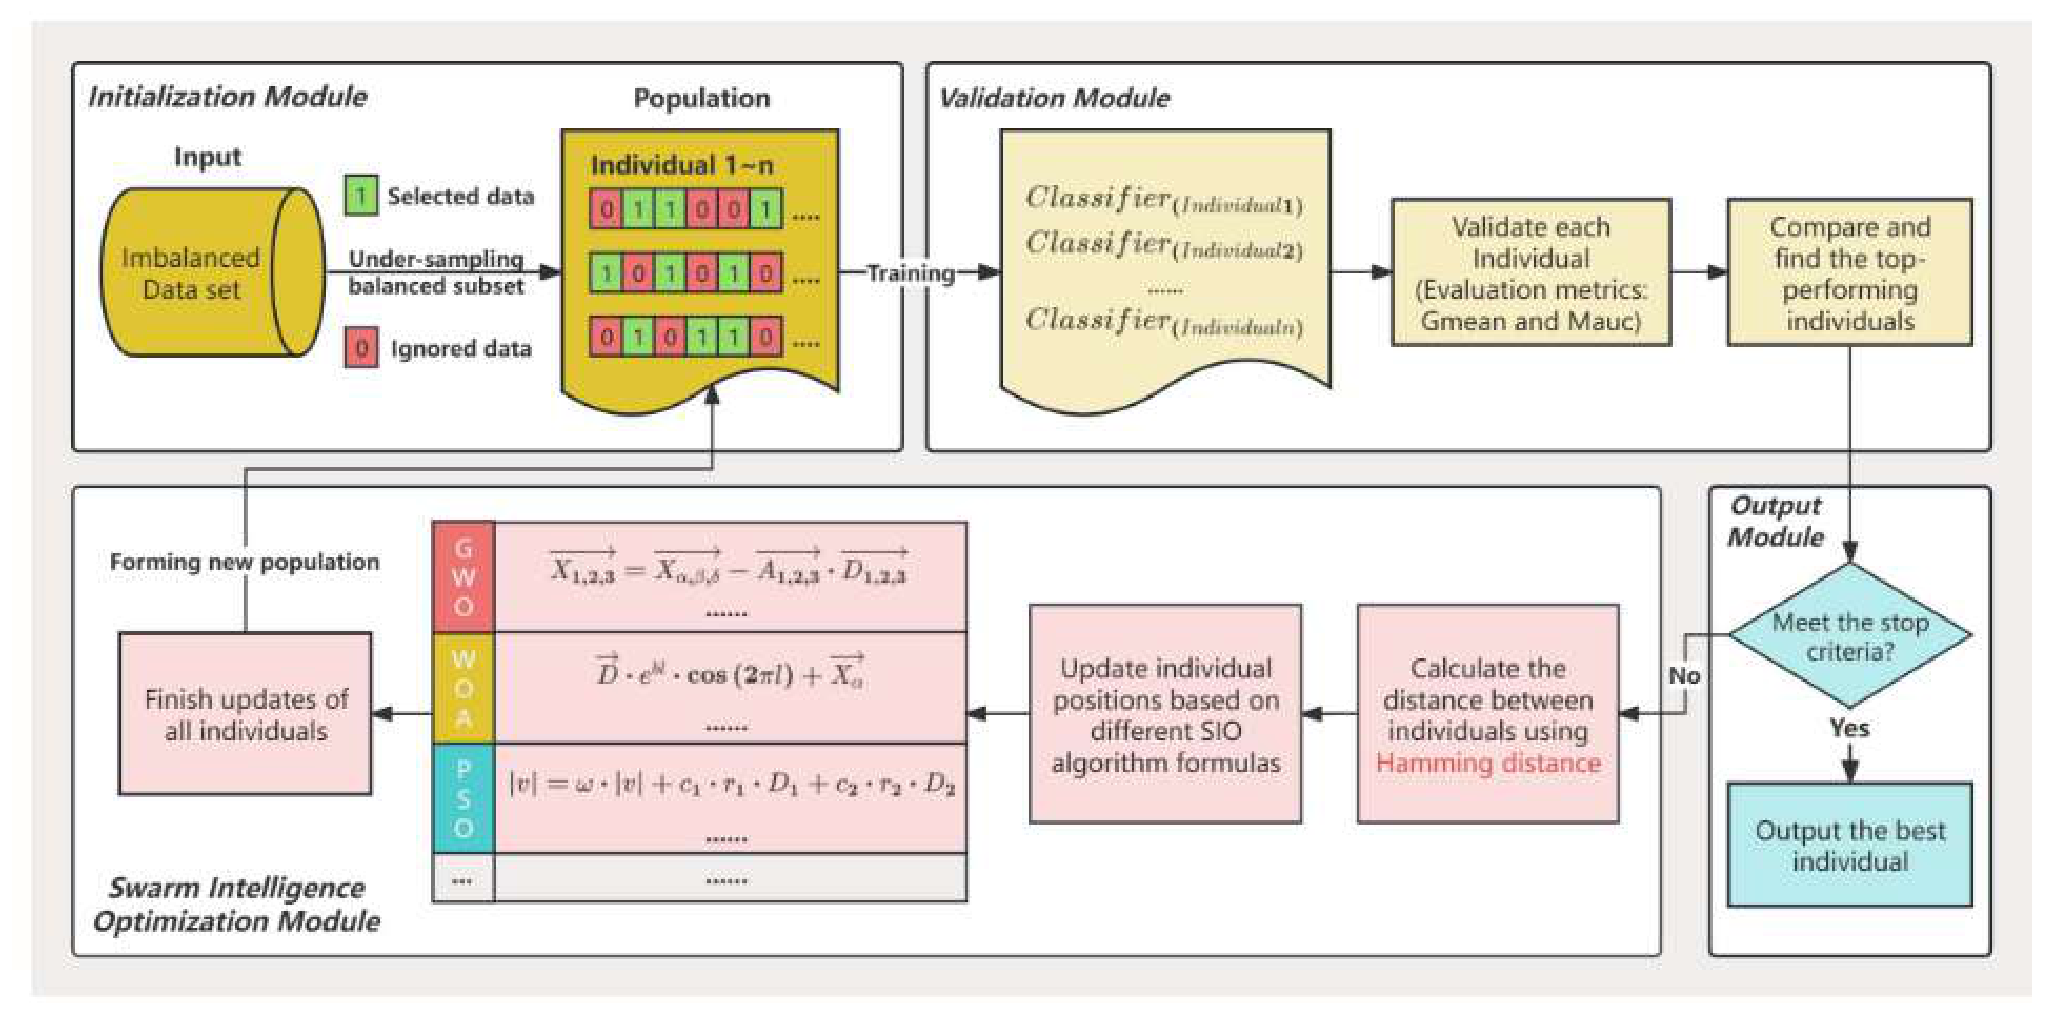 Initialization Module
Population
Input
Imbalanced
Data set
1 Selected data
Under-sampling
balanced subset
0 Ignored data
Individual 1~n
0 1 1 0 0 1 ....
1 0 1 0 1 0 ....
0 1 0 1 1 0 ....
Training
Validation Module
Classifier(Individual1)
Classifier(Individual2)
......
Classifier(Individualn)
Validate each
Individual
(Evaluation metrics:
Gmean and Mauc)
Compare and
find the top-
performing
individuals
Output
Module
Meet the stop
criteria?
No
Yes
Output the best
individual
Calculate the
distance between
individuals using
Hamming distance
Update individual
positions based on
different SIO
algorithm formulas
GWO
X⃗1,2,3 = X⃗α,β,δ − A⃗1,2,3 · D⃗1,2,3
......
WOA
D⃗ · e^{bl} · cos (2πl) + X⃗α
......
PSO
|v| = ω · |v| + c₁ · r₁ · D₁ + c₂ · r₂ · D₂
......
...
......
Finish updates of
all individuals
Forming new population
Swarm Intelligence
Optimization Module